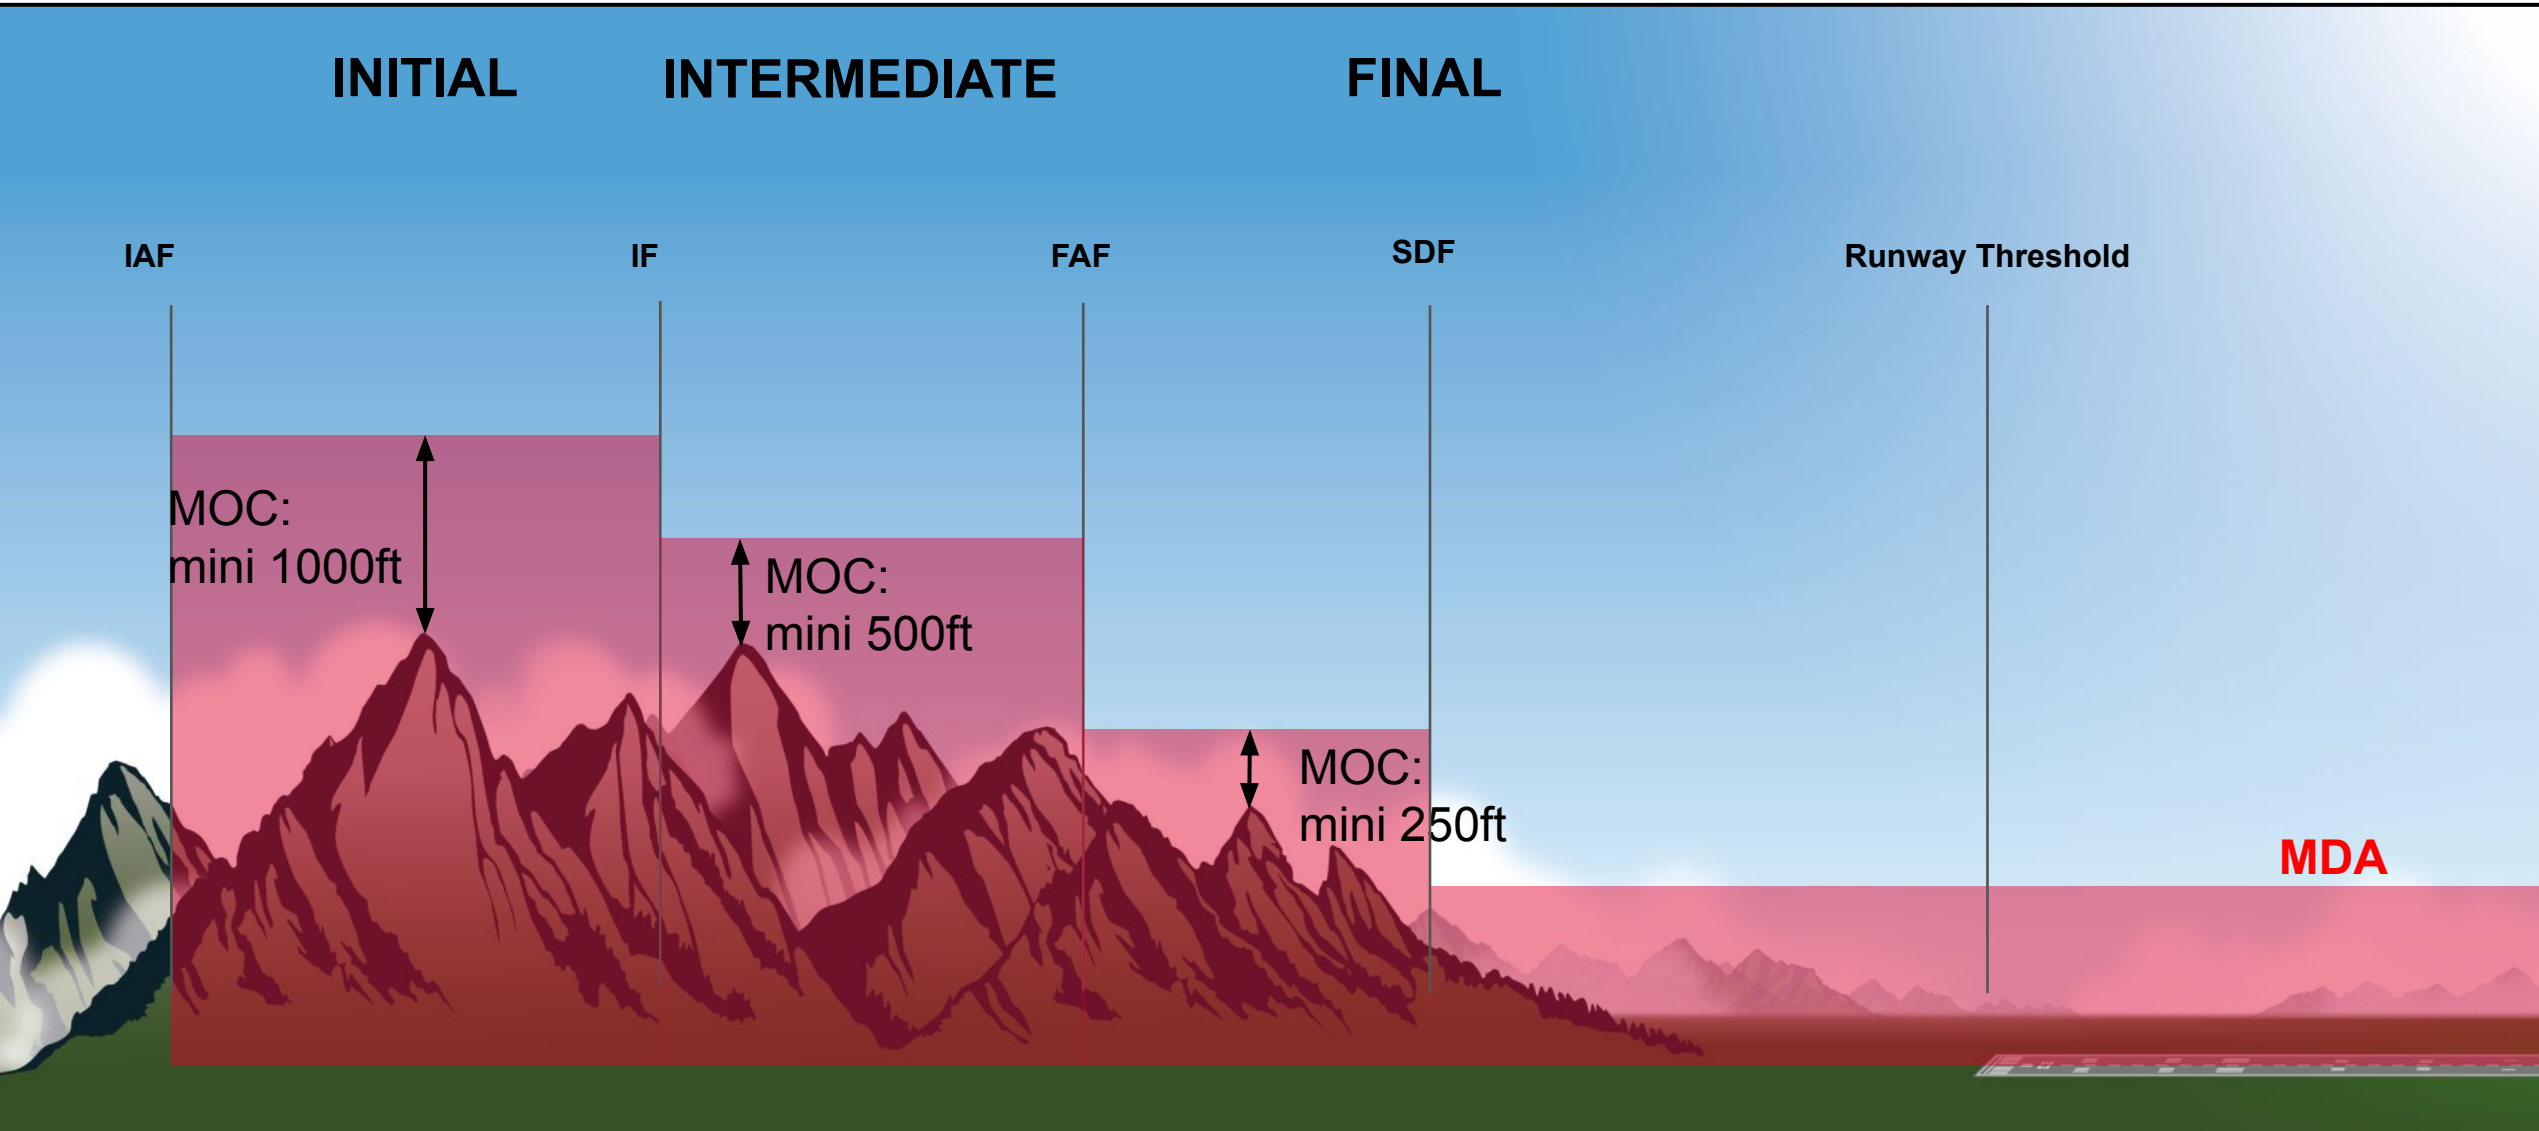 INITIAL
INTERMEDIATE
FINAL
IAF
IF
FAF
SDF
Runway Threshold
MOC:
mini 1000ft
MOC:
mini 500ft
MOC:
mini 250ft
MDA